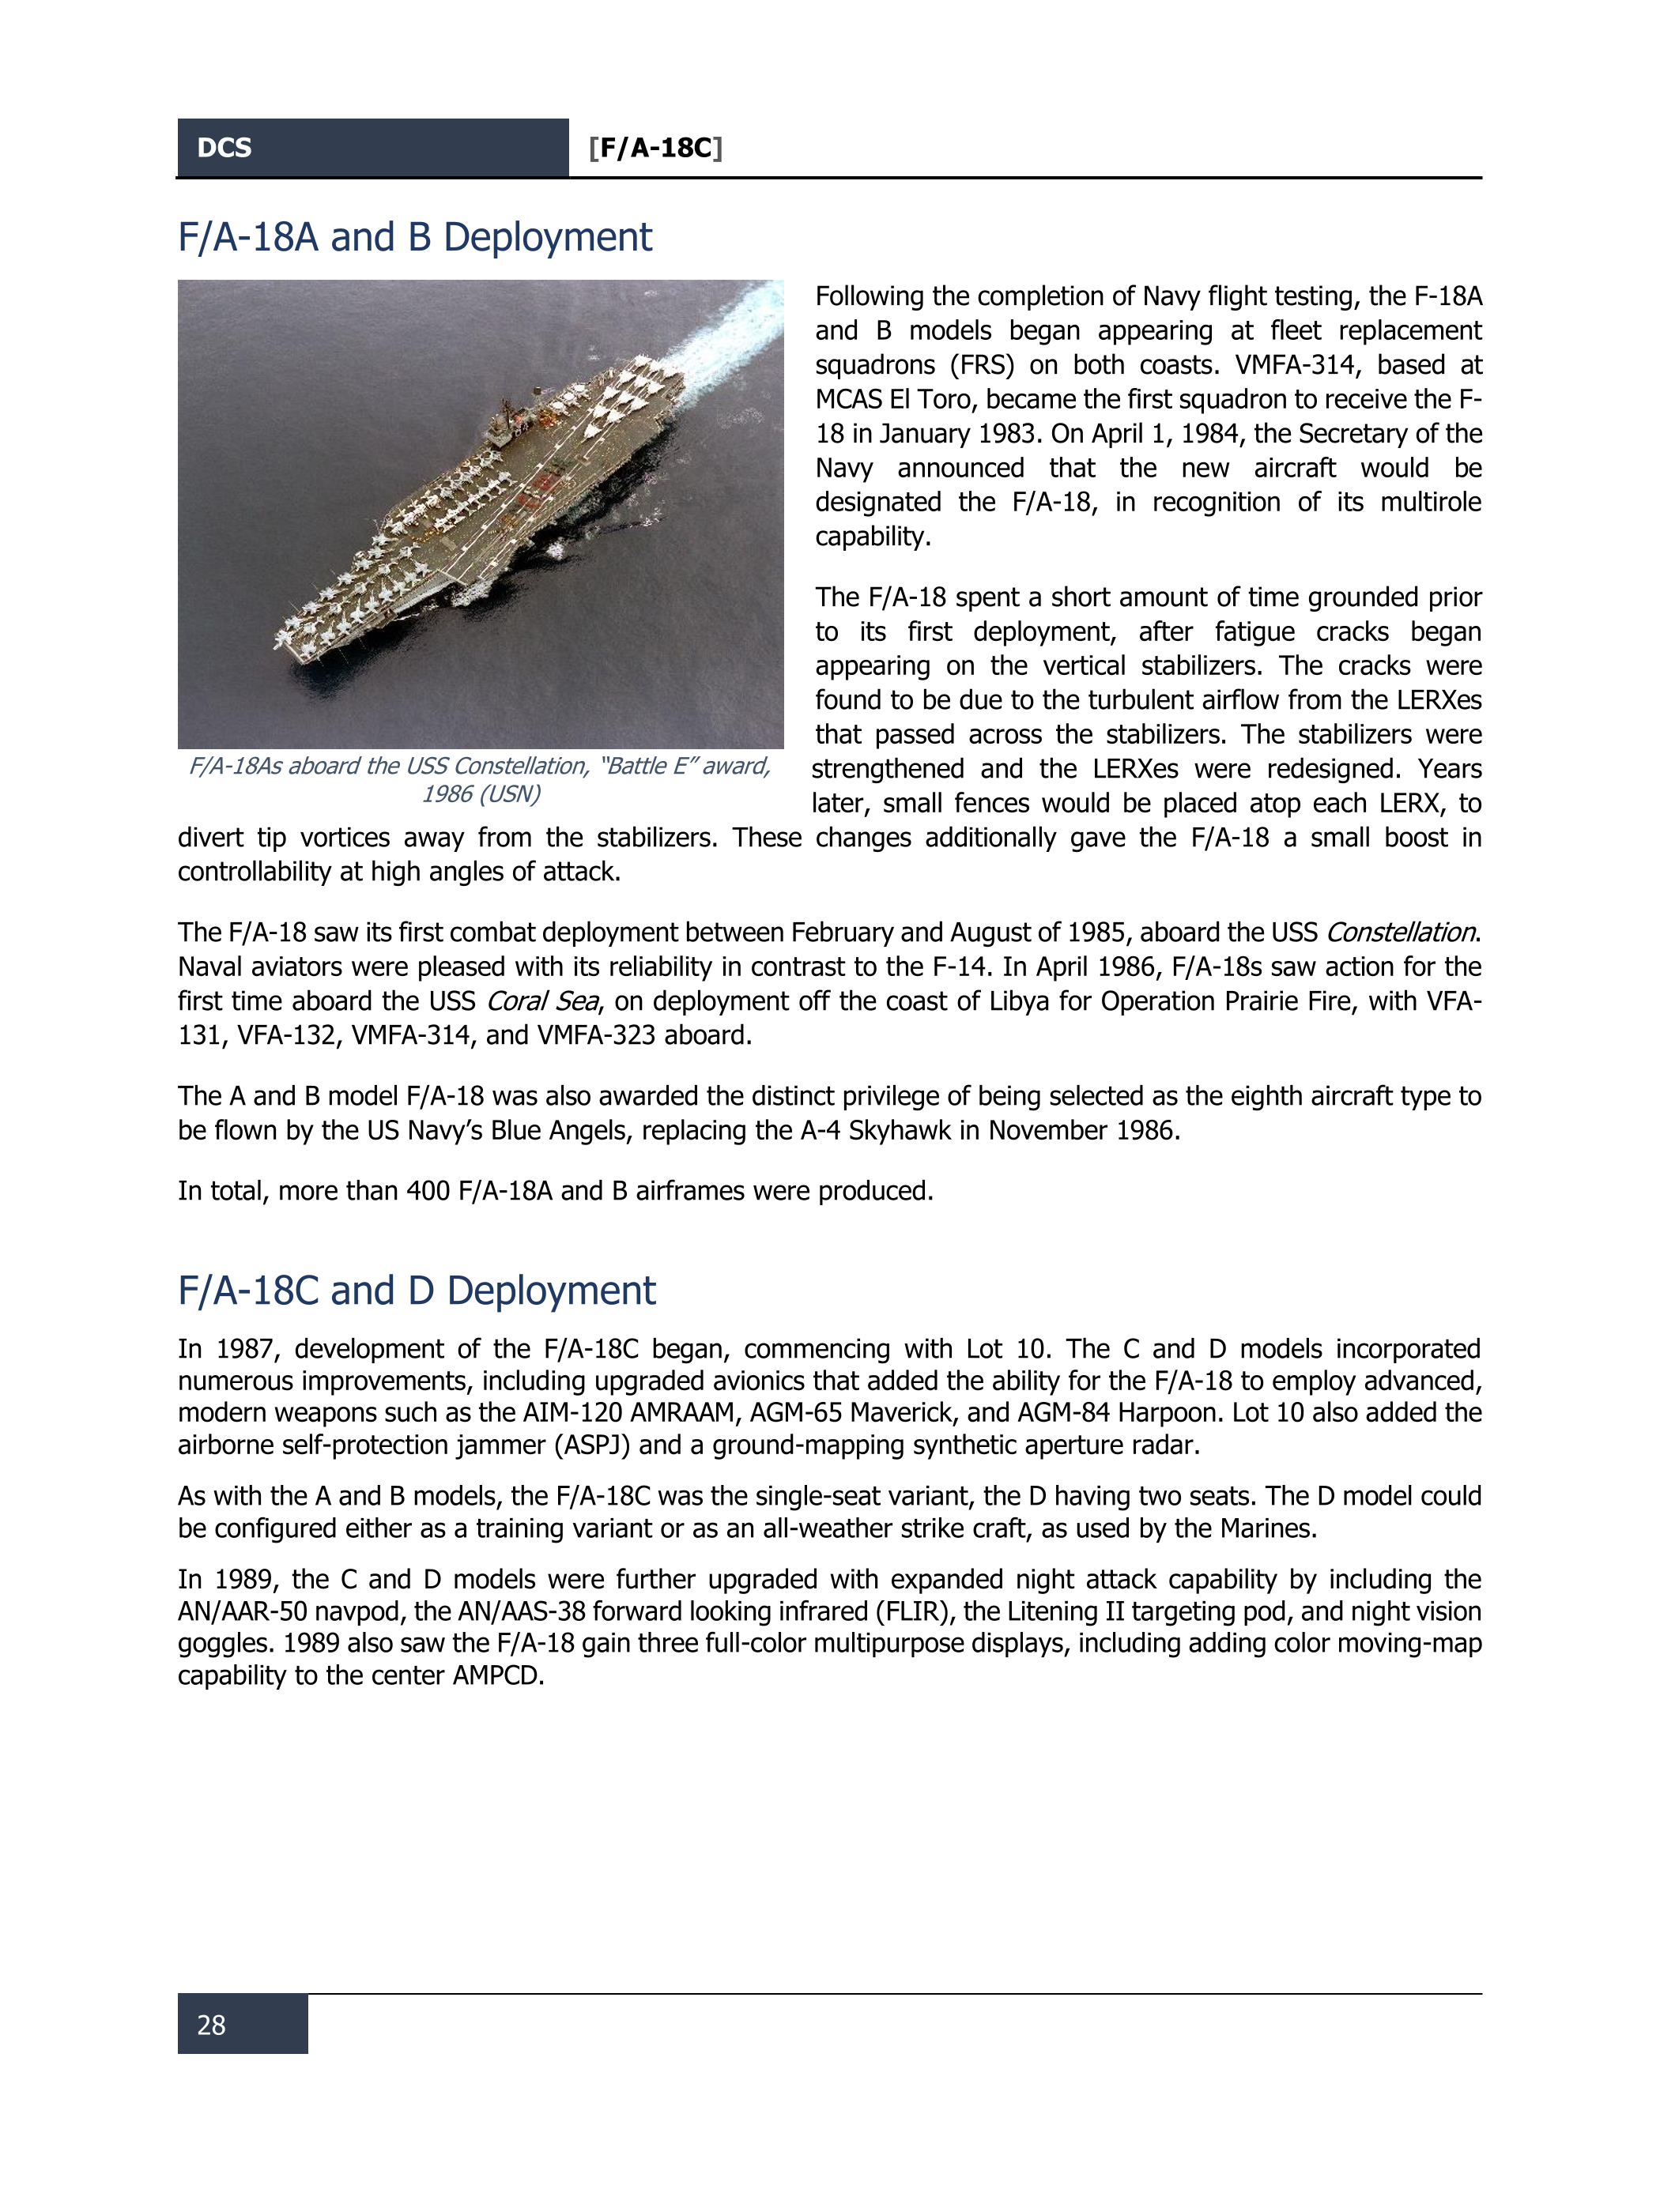 DCS
[F/A-18C]
F/A-18A and B Deployment
Following the completion of Navy flight testing, the F-18A
and B models began appearing at fleet replacement
squadrons (FRS) on both coasts. VMFA-314, based at
MCAS El Toro, became the first squadron to receive the F-
18 in January 1983. On April 1, 1984, the Secretary of the
Navy announced that the new aircraft would be
designated the F/A-18, in recognition of its multirole
capability.
The F/A-18 spent a short amount of time grounded prior
to its first deployment, after fatigue cracks began
appearing on the vertical stabilizers. The cracks were
found to be due to the turbulent airflow from the LERXes
that passed across the stabilizers. The stabilizers were
strengthened and the LERXes were redesigned. Years
later, small fences would be placed atop each LERX, to
divert tip vortices away from the stabilizers. These changes additionally gave the F/A-18 a small boost in
controllability at high angles of attack.
F/A-18As aboard the USS Constellation, “Battle E” award,
1986 (USN)
The F/A-18 saw its first combat deployment between February and August of 1985, aboard the USS Constellation.
Naval aviators were pleased with its reliability in contrast to the F-14. In April 1986, F/A-18s saw action for the
first time aboard the USS Coral Sea, on deployment off the coast of Libya for Operation Prairie Fire, with VFA-
131, VFA-132, VMFA-314, and VMFA-323 aboard.
The A and B model F/A-18 was also awarded the distinct privilege of being selected as the eighth aircraft type to
be flown by the US Navy’s Blue Angels, replacing the A-4 Skyhawk in November 1986.
In total, more than 400 F/A-18A and B airframes were produced.
F/A-18C and D Deployment
In 1987, development of the F/A-18C began, commencing with Lot 10. The C and D models incorporated
numerous improvements, including upgraded avionics that added the ability for the F/A-18 to employ advanced,
modern weapons such as the AIM-120 AMRAAM, AGM-65 Maverick, and AGM-84 Harpoon. Lot 10 also added the
airborne self-protection jammer (ASPJ) and a ground-mapping synthetic aperture radar.
As with the A and B models, the F/A-18C was the single-seat variant, the D having two seats. The D model could
be configured either as a training variant or as an all-weather strike craft, as used by the Marines.
In 1989, the C and D models were further upgraded with expanded night attack capability by including the
AN/AAR-50 navpod, the AN/AAS-38 forward looking infrared (FLIR), the Litening II targeting pod, and night vision
goggles. 1989 also saw the F/A-18 gain three full-color multipurpose displays, including adding color moving-map
capability to the center AMPCD.
28